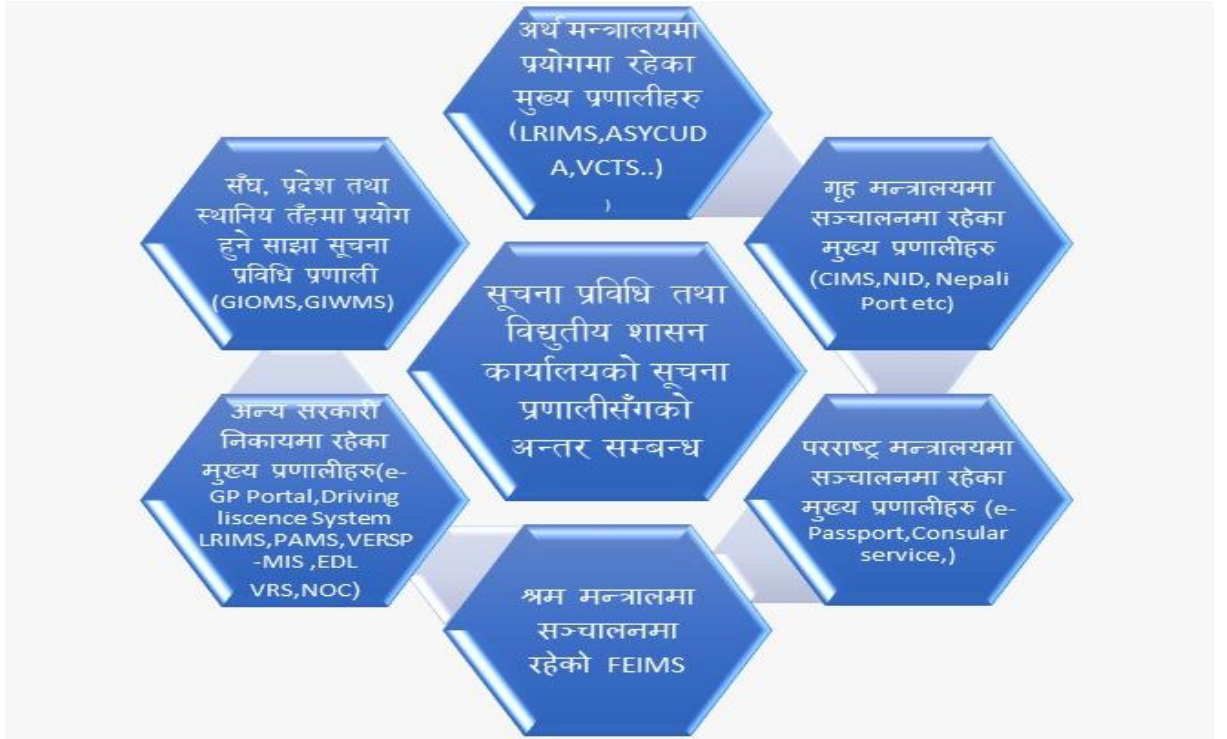 अर्थ मन्त्रालयमा
प्रयोगमा रहेका
मुख्य प्रणालीहरु
(LRIMS,ASYCUD
A,VCTS..)
)
गृह मन्त्रालयमा
सञ्चालनमा रहेका
मुख्य प्रणालीहरु
(CIMS,NID, Nepali
Port etc)
परराष्ट्र मन्त्रालयमा
सञ्चालनमा रहेका
मुख्य प्रणालीहरु (e-
Passport,Consular
service,)
श्रम मन्त्रालमा
सञ्चालनमा
रहेको FEIMS
अन्य सरकारी
निकायमा रहेका
मुख्य प्रणालीहरु(e-
GP Portal,Driving
liscence System
LRIMS,PAMS,VERSP
-MIS ,EDL
VRS,NOC)
सँघ, प्रदेश तथा
स्थानिय तँहमा प्रयोग
हुने साझा सूचना
प्रविधि प्रणाली
(GIOMS,GIWMS)
सूचना प्रविधि तथा
विद्युतीय शासन
कार्यालयको सूचना
प्रणालीसँगको
अन्तर सम्बन्ध